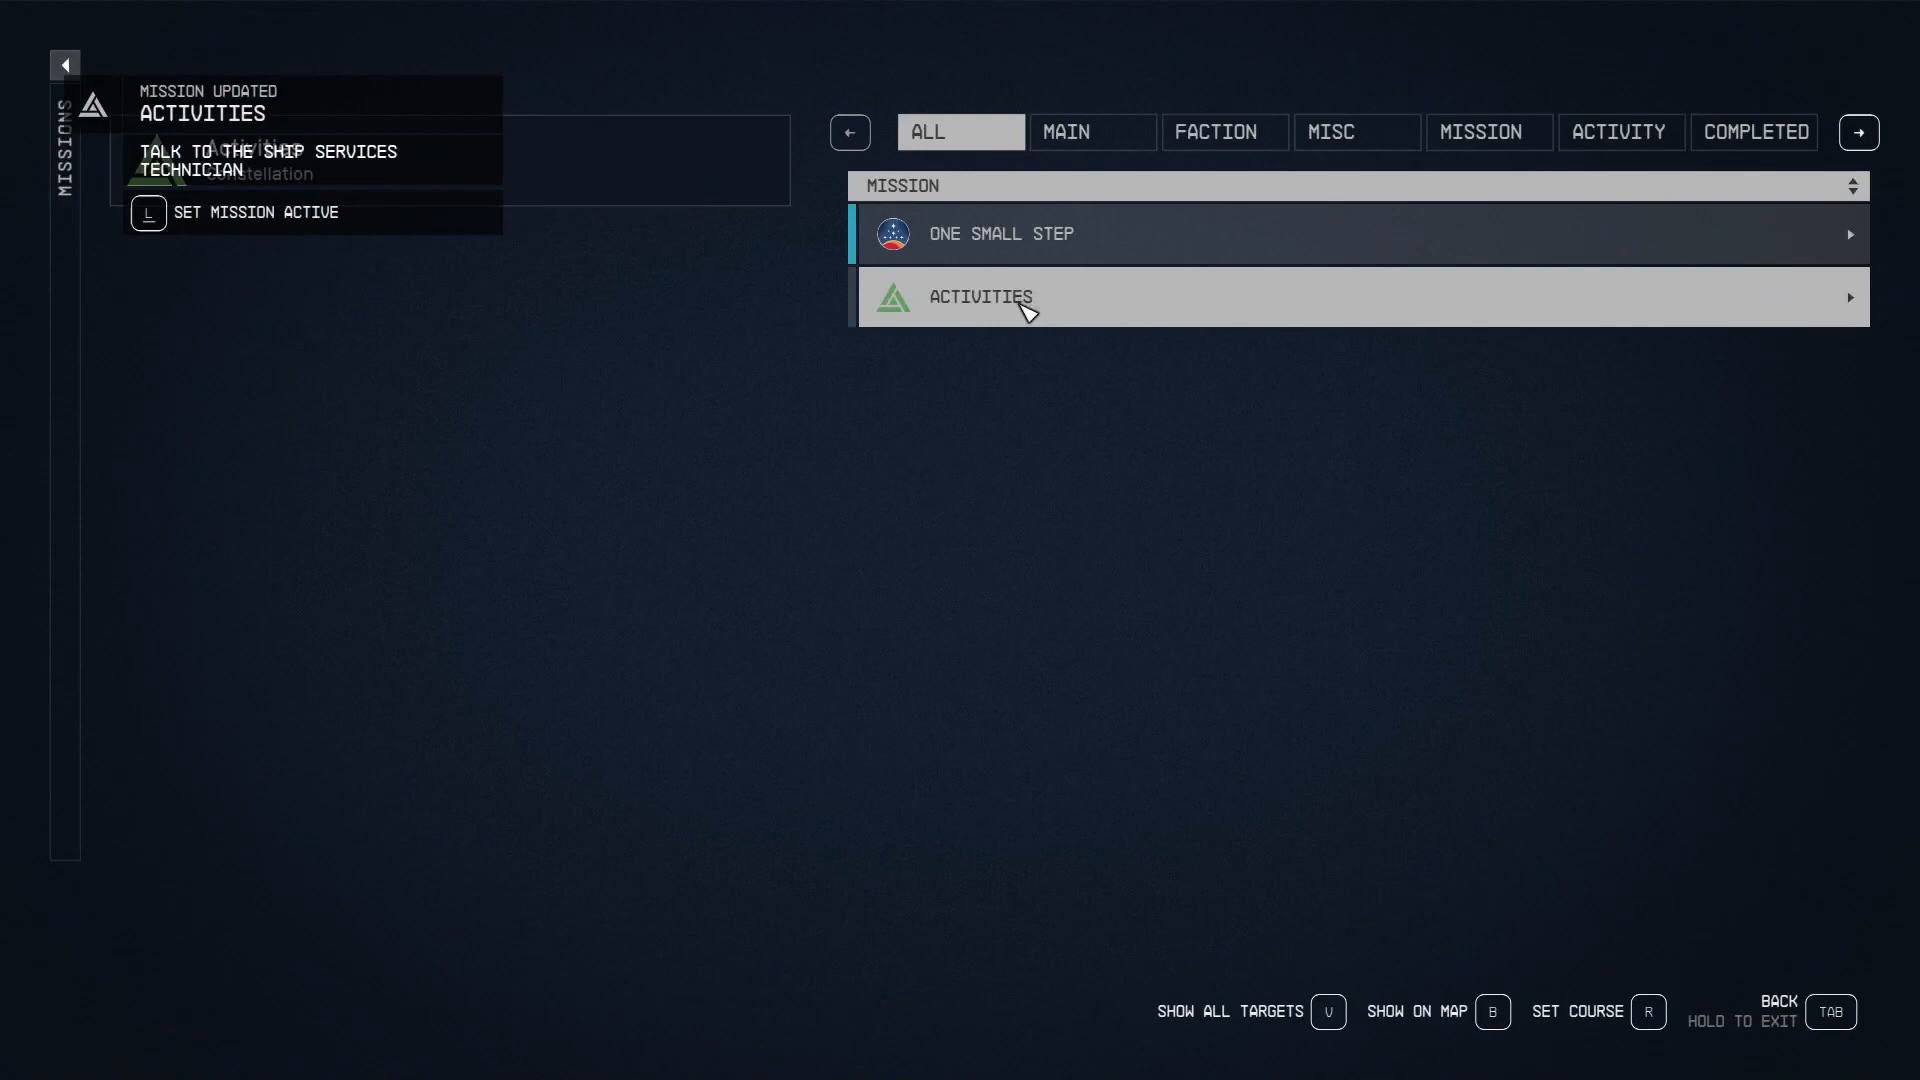 MISSIONS
MISSION UPDATED
ACTIVITIES
TALK TO THE SHIP SERVICES
TECHNICIAN
Activities
Constellation
L SET MISSION ACTIVE
← ALL MAIN FACTION MISC MISSION ACTIVITY COMPLETED →
MISSION
ONE SMALL STEP
ACTIVITIES
SHOW ALL TARGETS V SHOW ON MAP B SET COURSE R BACK TAB
HOLD TO EXIT